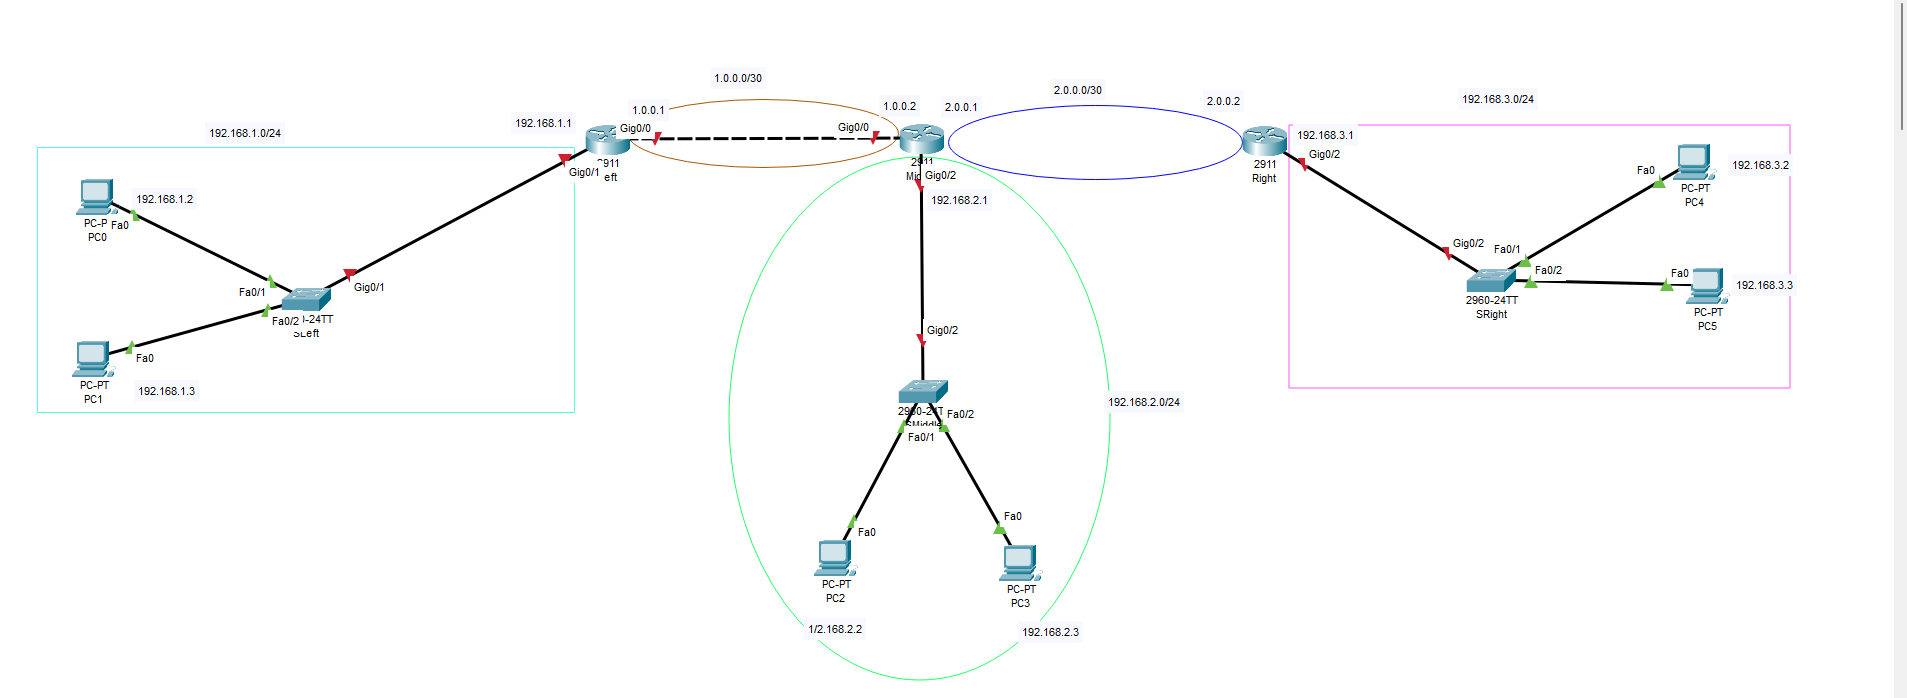 1.0.0.0/30
2.0.0.0/30
192.168.3.0/24
192.168.1.0/24
192.168.1.1
1.0.0.1
Gig0/0
1.0.0.2
Gig0/0
2.0.0.1
2.0.0.2
192.168.3.1
Gig0/2
2911
Right
2911
eft
Gig0/1
2911
Mid
Gig0/2
192.168.2.1
Fa0
192.168.3.2
PC-PT
PC4
192.168.1.2
PC-P
Fa0
PC0
Fa0/1
Gig0/1
Fa0/2
-24TT
SLeft
Fa0
PC-PT
PC1
192.168.1.3
Gig0/2
Fa0/1
Fa0/2
Fa0
192.168.3.3
2960-24TT
SRight
PC-PT
PC5
Gig0/2
2960-24T
Fa0/2
SMiddle
Fa0/1
192.168.2.0/24
Fa0
Fa0
PC-PT
PC2
PC-PT
PC3
1/2.168.2.2
192.168.2.3